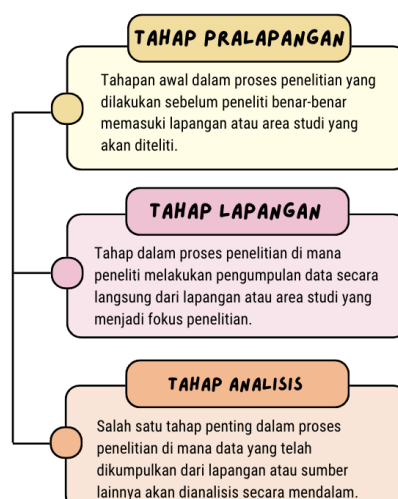 TAHAP PRALAPANGAN
Tahapan awal dalam proses penelitian yang
dilakukan sebelum peneliti benar-benar
memasuki lapangan atau area studi yang
akan diteliti.
TAHAP LAPANGAN
Tahap dalam proses penelitian di mana
peneliti melakukan pengumpulan data secara
langsung dari lapangan atau area studi yang
menjadi fokus penelitian.
TAHAP ANALISIS
Salah satu tahap penting dalam proses
penelitian di mana data yang telah
dikumpulkan dari lapangan atau sumber
lainnya akan dianalisis secara mendalam.